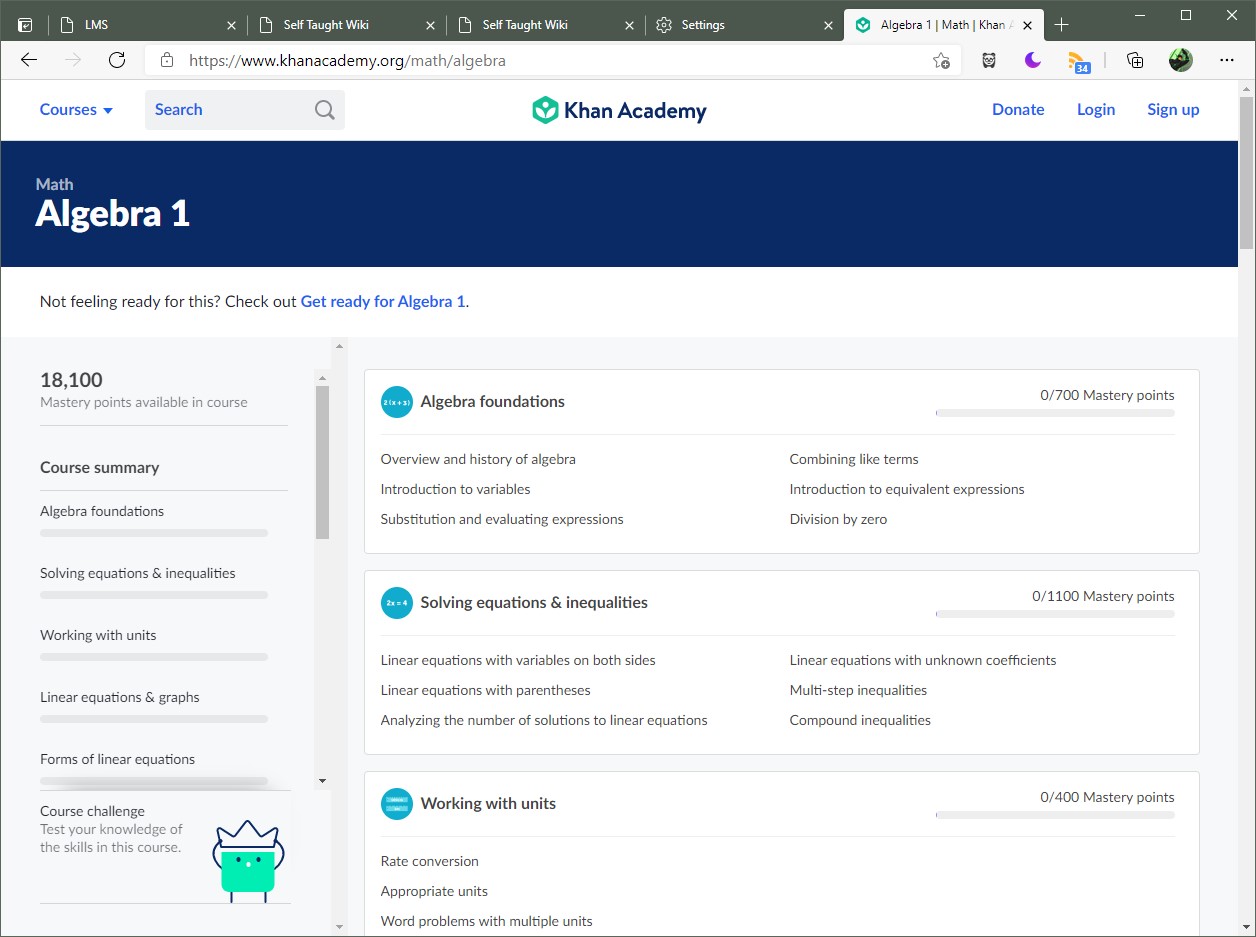 LMS
Self Taught Wiki
Self Taught Wiki
Settings
Algebra 1 | Math | Khan A
https://www.khanacademy.org/math/algebra
34
Courses
Search
Khan Academy
Donate
Login
Sign up
Math
Algebra 1
Not feeling ready for this? Check out Get ready for Algebra 1.
18,100
Mastery points available in course
Course summary
Algebra foundations
Solving equations & inequalities
Working with units
Linear equations & graphs
Forms of linear equations
Course challenge
Test your knowledge of
the skills in this course.
2(x+3)
Algebra foundations
0/700 Mastery points
Overview and history of algebra
Introduction to variables
Substitution and evaluating expressions
Combining like terms
Introduction to equivalent expressions
Division by zero
2x = 4
Solving equations & inequalities
0/1100 Mastery points
Linear equations with variables on both sides
Linear equations with parentheses
Analyzing the number of solutions to linear equations
Linear equations with unknown coefficients
Multi-step inequalities
Compound inequalities
Working with units
0/400 Mastery points
Rate conversion
Appropriate units
Word problems with multiple units